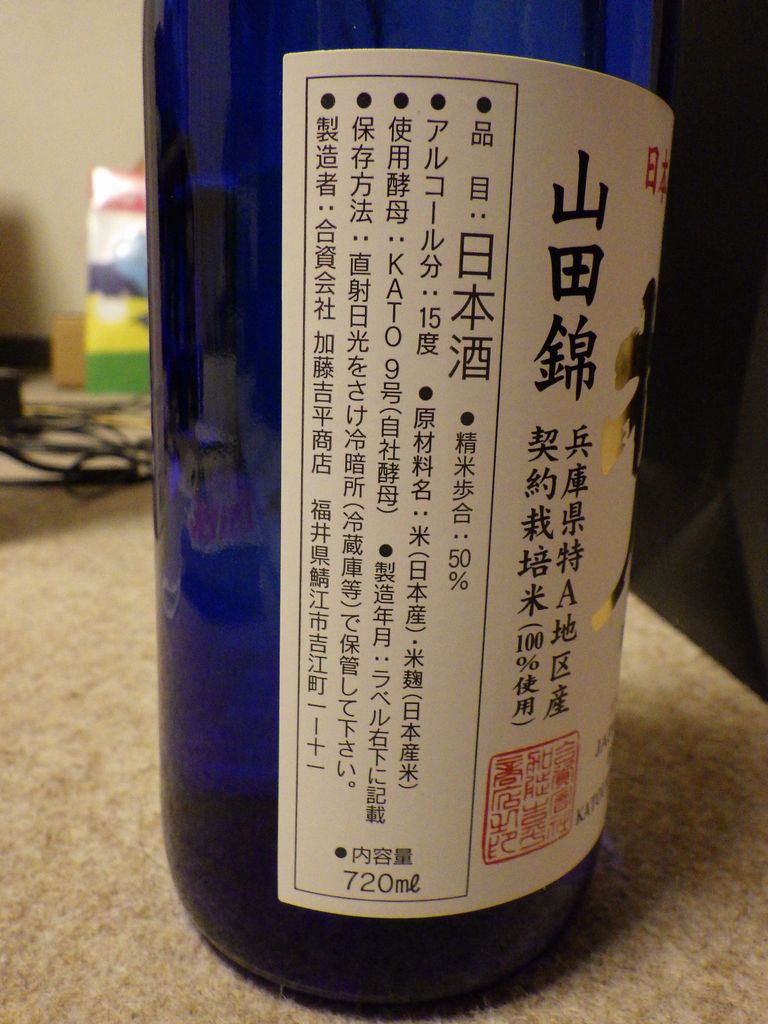 日本
山田錦
兵庫県特A地区産
契約栽培米(100%使用)
●品　目：日本酒　●精米歩合：50%
●アルコール分：15度　●原材料名：米(日本産)・米麹(日本産米)
●使用酵母：KATO 9号(自社酵母)　●製造年月：ラベル右下に記載
●保存方法：直射日光をさけ冷暗所(冷蔵庫等)で保管して下さい。
●製造者：合資会社 加藤吉平商店　福井県鯖江市吉江町一ー十一
●内容量
720mℓ
JA
KATO